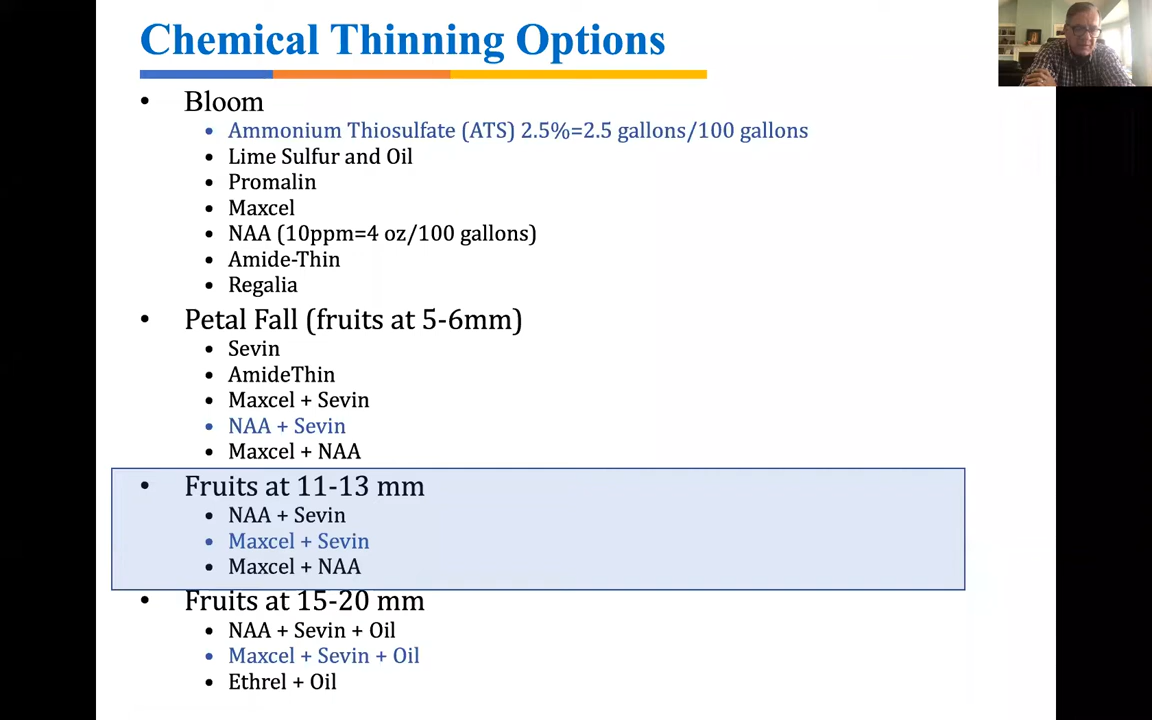 Chemical Thinning Options
• Bloom
• Ammonium Thiosulfate (ATS) 2.5%=2.5 gallons/100 gallons
• Lime Sulfur and Oil
• Promalin
• Maxcel
• NAA (10ppm=4 oz/100 gallons)
• Amide-Thin
• Regalia
• Petal Fall (fruits at 5-6mm)
• Sevin
• AmideThin
• Maxcel + Sevin
• NAA + Sevin
• Maxcel + NAA
• Fruits at 11-13 mm
• NAA + Sevin
• Maxcel + Sevin
• Maxcel + NAA
• Fruits at 15-20 mm
• NAA + Sevin + Oil
• Maxcel + Sevin + Oil
• Ethrel + Oil